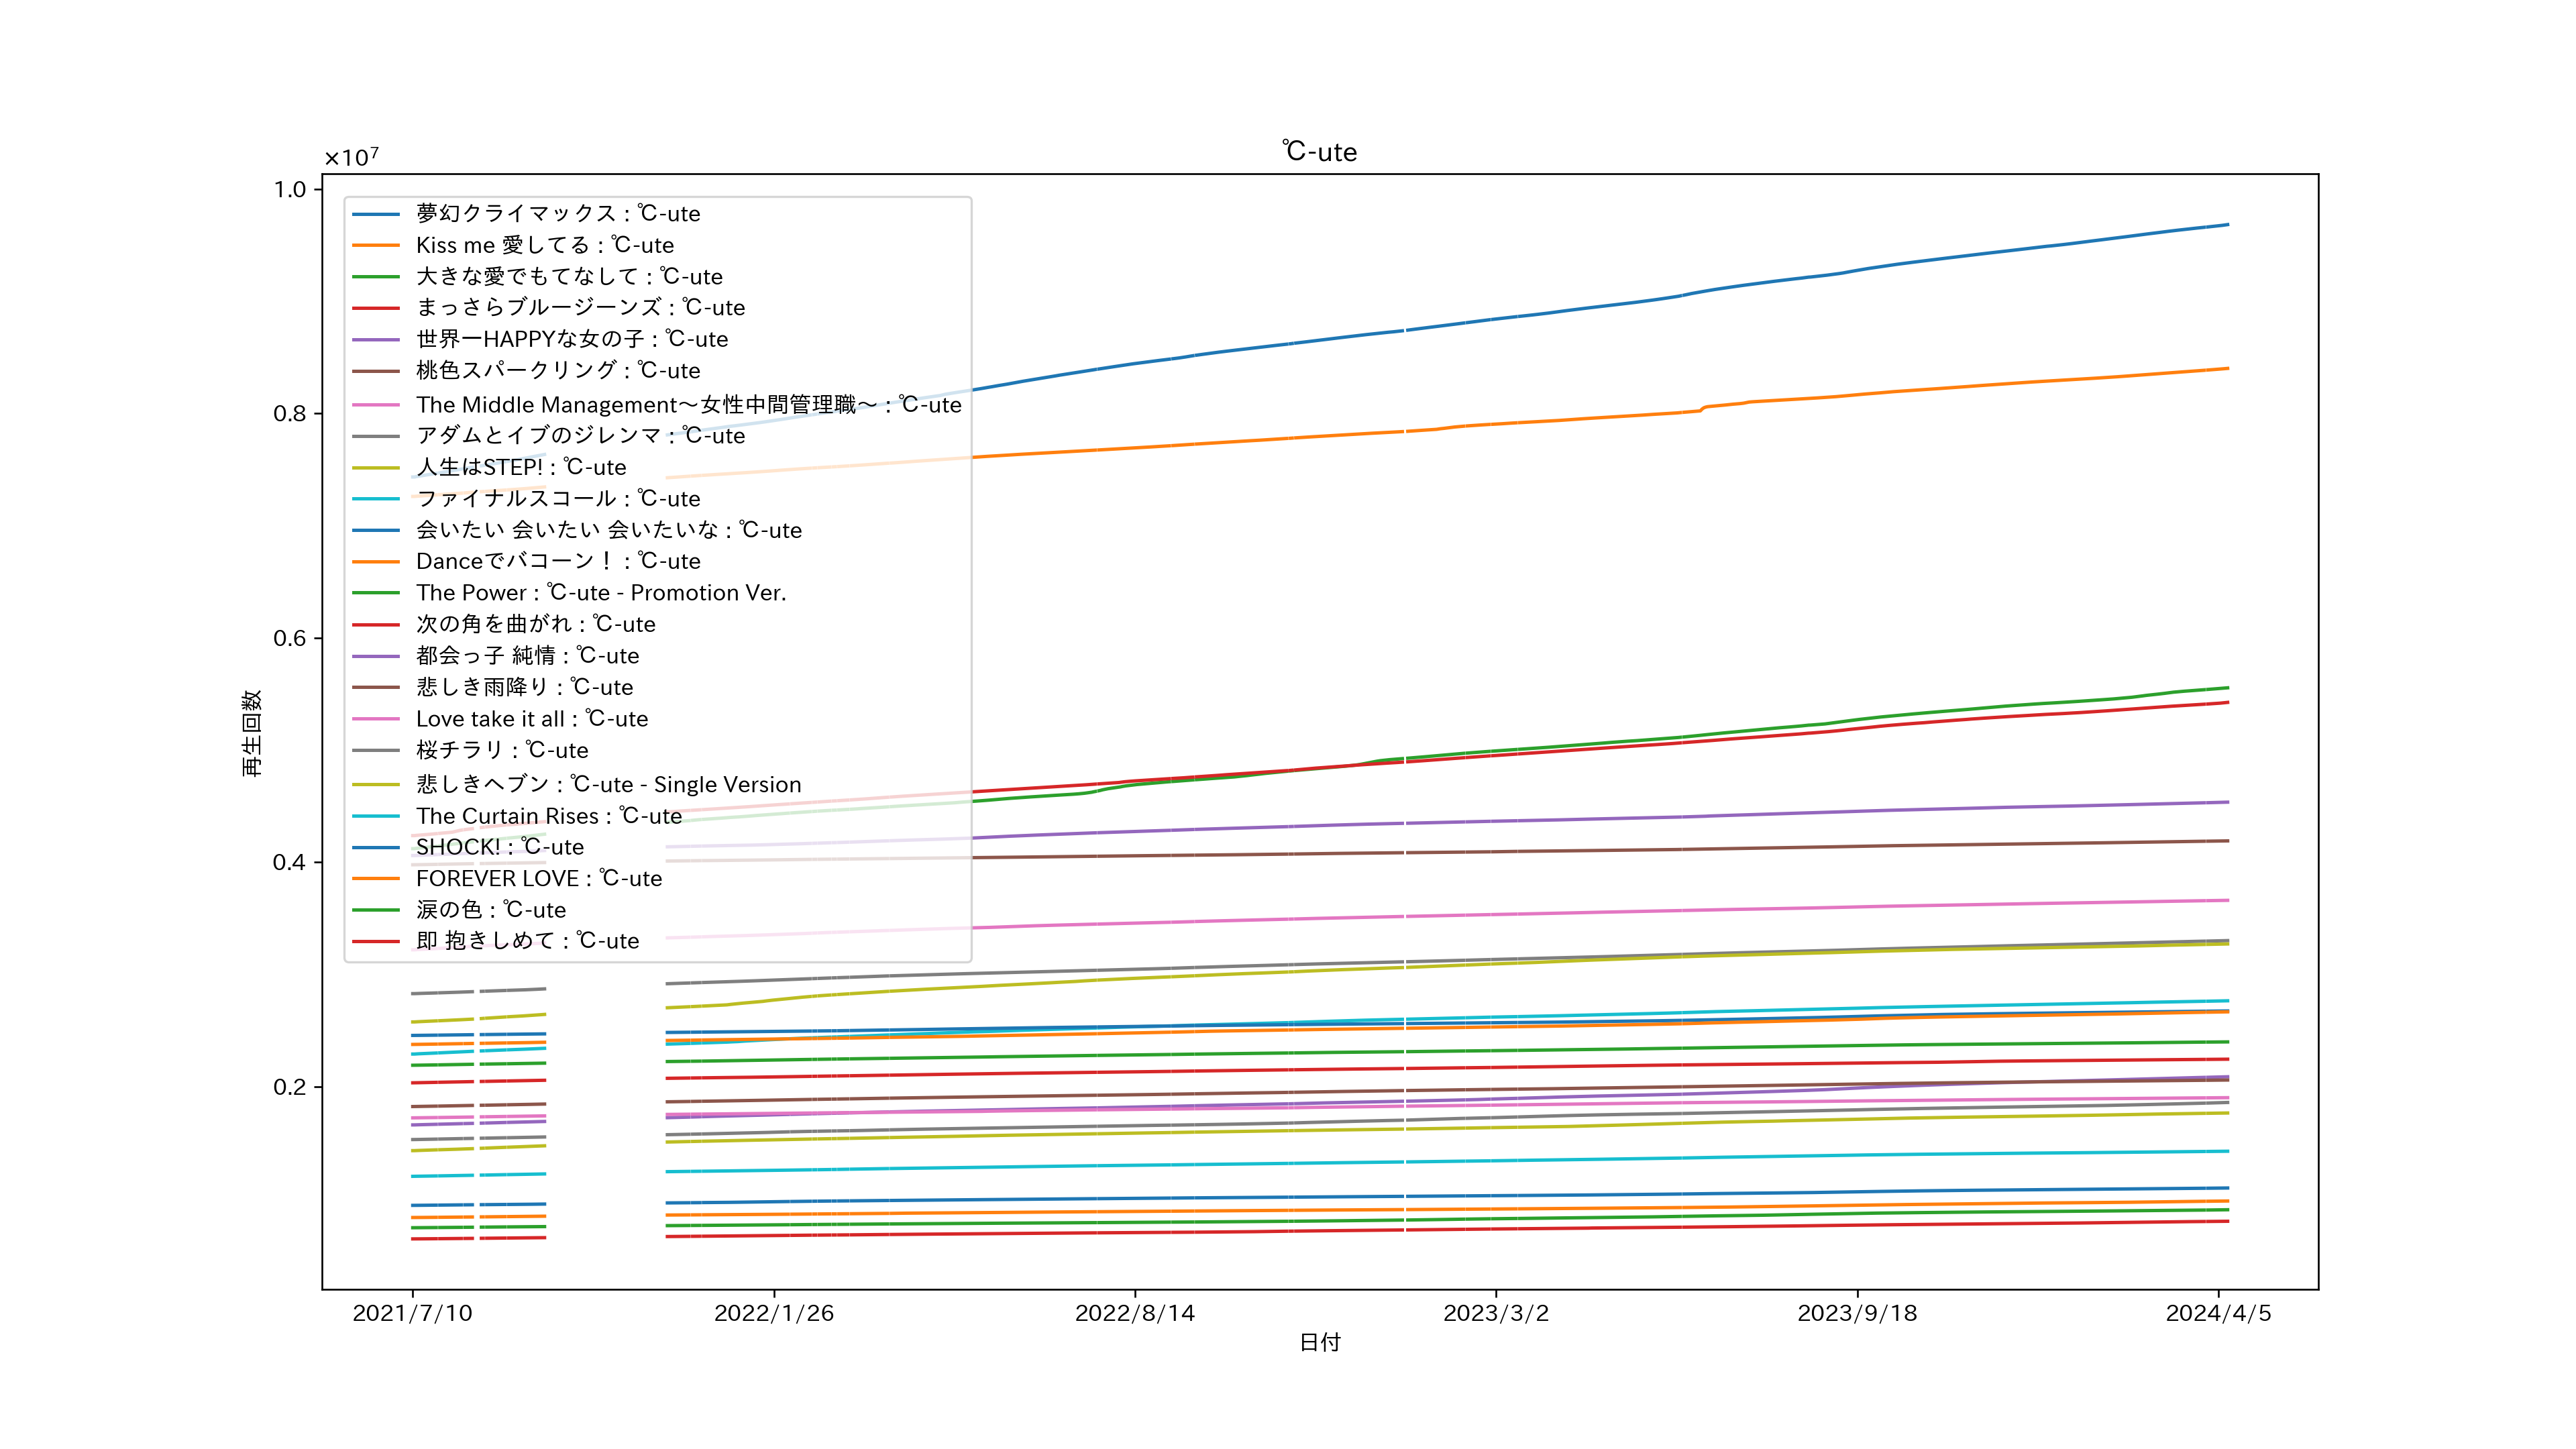 ℃-ute
×10⁷
1.0
0.8
0.6
0.4
0.2
再生回数
夢幻クライマックス : ℃-ute
Kiss me 愛してる : ℃-ute
大きな愛でもてなして : ℃-ute
まっさらブルージーンズ : ℃-ute
世界一HAPPYな女の子 : ℃-ute
桃色スパークリング : ℃-ute
The Middle Management～女性中間管理職～ : ℃-ute
アダムとイブのジレンマ : ℃-ute
人生はSTEP! : ℃-ute
ファイナルスコール : ℃-ute
会いたい 会いたい 会いたいな : ℃-ute
Danceでバコーン！ : ℃-ute
The Power : ℃-ute - Promotion Ver.
次の角を曲がれ : ℃-ute
都会っ子 純情 : ℃-ute
悲しき雨降り : ℃-ute
Love take it all : ℃-ute
桜チラリ : ℃-ute
悲しきヘブン : ℃-ute - Single Version
The Curtain Rises : ℃-ute
SHOCK! : ℃-ute
FOREVER LOVE : ℃-ute
涙の色 : ℃-ute
即 抱きしめて : ℃-ute
2021/7/10
2022/1/26
2022/8/14
2023/3/2
2023/9/18
2024/4/5
日付